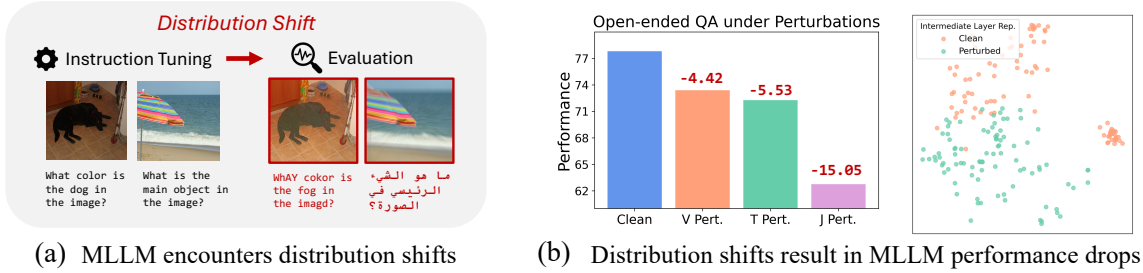 Distribution Shift
Instruction Tuning
Evaluation
What color is
the dog in
the image?
What is the
main object in
the image?
WhAY cokor is
the fog in
the imagd?
ما هو الشيء
الرئيسي في
الصورة؟
(a) MLLM encounters distribution shifts
Open-ended QA under Perturbations
Performance
77
74
71
68
65
62
-4.42
-5.53
-15.05
Clean
V Pert.
T Pert.
J Pert.
Intermediate Layer Rep.
Clean
Perturbed
(b) Distribution shifts result in MLLM performance drops